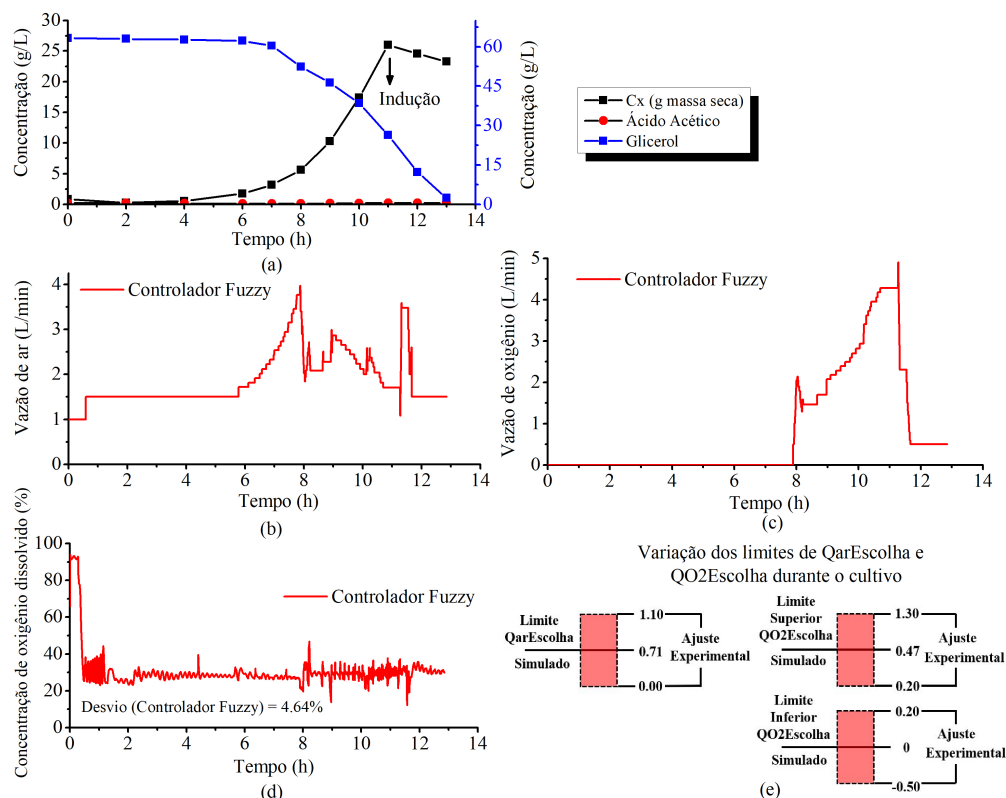 Concentração (g/L)
30
25
20
15
10
5
0
60
45
30
15
0
Concentração (g/L)
Indução
0 2 4 6 8 10 12 14
Tempo (h)
(a)
Cx (g massa seca)
Ácido Acético
Glicerol
Vazão de ar (L/min)
4
3
2
1
0
Controlador Fuzzy
0 2 4 6 8 10 12 14
Tempo (h)
(b)
Vazão de oxigênio (L/min)
5
4
3
2
1
0
Controlador Fuzzy
0 2 4 6 8 10 12 14
Tempo (h)
(c)
Concentração de oxigênio dissolvido (%)
100
80
60
40
20
0
Controlador Fuzzy
Desvio (Controlador Fuzzy) = 4.64%
0 2 4 6 8 10 12 14
Tempo (h)
(d)
Variação dos limites de QarEscolha e
QO2Escolha durante o cultivo
Limite
QarEscolha
Simulado
1.10
0.71
0.00
Ajuste
Experimental
Limite
Superior
QO2Escolha
Simulado
1.30
0.47
0.20
Ajuste
Experimental
Limite
Inferior
QO2Escolha
Simulado
0.20
0
-0.50
Ajuste
Experimental
(e)